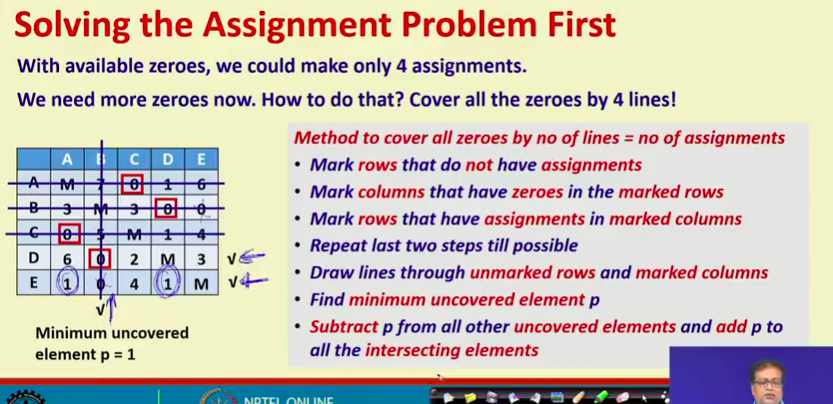 Solving the Assignment Problem First
With available zeroes, we could make only 4 assignments.
We need more zeroes now. How to do that? Cover all the zeroes by 4 lines!
A B C D E
A M 7 0 1 6
B 3 M 3 0 0
C 0 5 M 1 4
D 6 0 2 M 3 √
E 1 0 4 1 M √
√
Minimum uncovered
element p = 1
Method to cover all zeroes by no of lines = no of assignments
• Mark rows that do not have assignments
• Mark columns that have zeroes in the marked rows
• Mark rows that have assignments in marked columns
• Repeat last two steps till possible
• Draw lines through unmarked rows and marked columns
• Find minimum uncovered element p
• Subtract p from all other uncovered elements and add p to
all the intersecting elements
NPTEL ONLINE